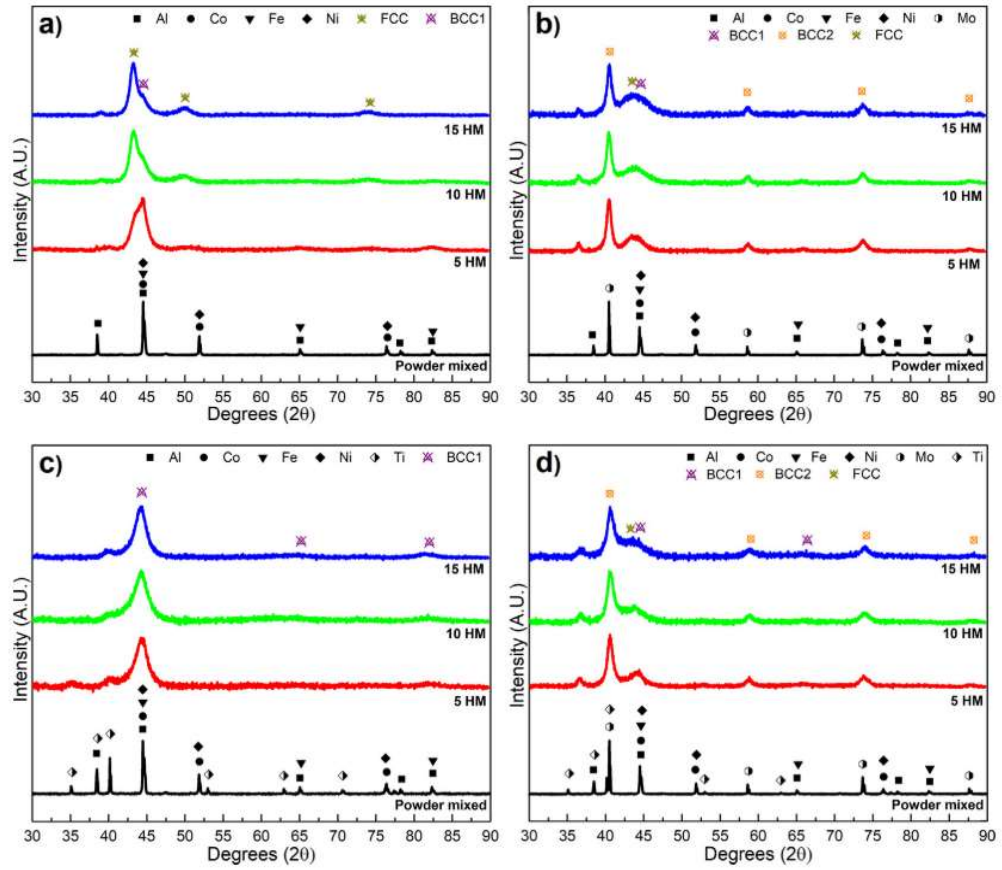 a)
Al Co Fe Ni FCC BCC1
15 HM
10 HM
5 HM
Powder mixed
Intensity (A.U.)
30 35 40 45 50 55 60 65 70 75 80 85 90
Degrees (2θ)
b)
Al Co Fe Ni Mo
BCC1 BCC2 FCC
15 HM
10 HM
5 HM
Powder mixed
Intensity (A.U)
30 35 40 45 50 55 60 65 70 75 80 85 90
Degrees (2θ)
c)
Al Co Fe Ni Ti BCC1
15 HM
10 HM
5 HM
Powder mixed
Intensity (A.U.)
30 35 40 45 50 55 60 65 70 75 80 85 90
Degrees (2θ)
d)
Al Co Fe Ni Mo Ti
BCC1 BCC2 FCC
15 HM
10 HM
5 HM
Powder mixed
Intensity (A.U.)
30 35 40 45 50 55 60 65 70 75 80 85 90
Degrees (2θ)